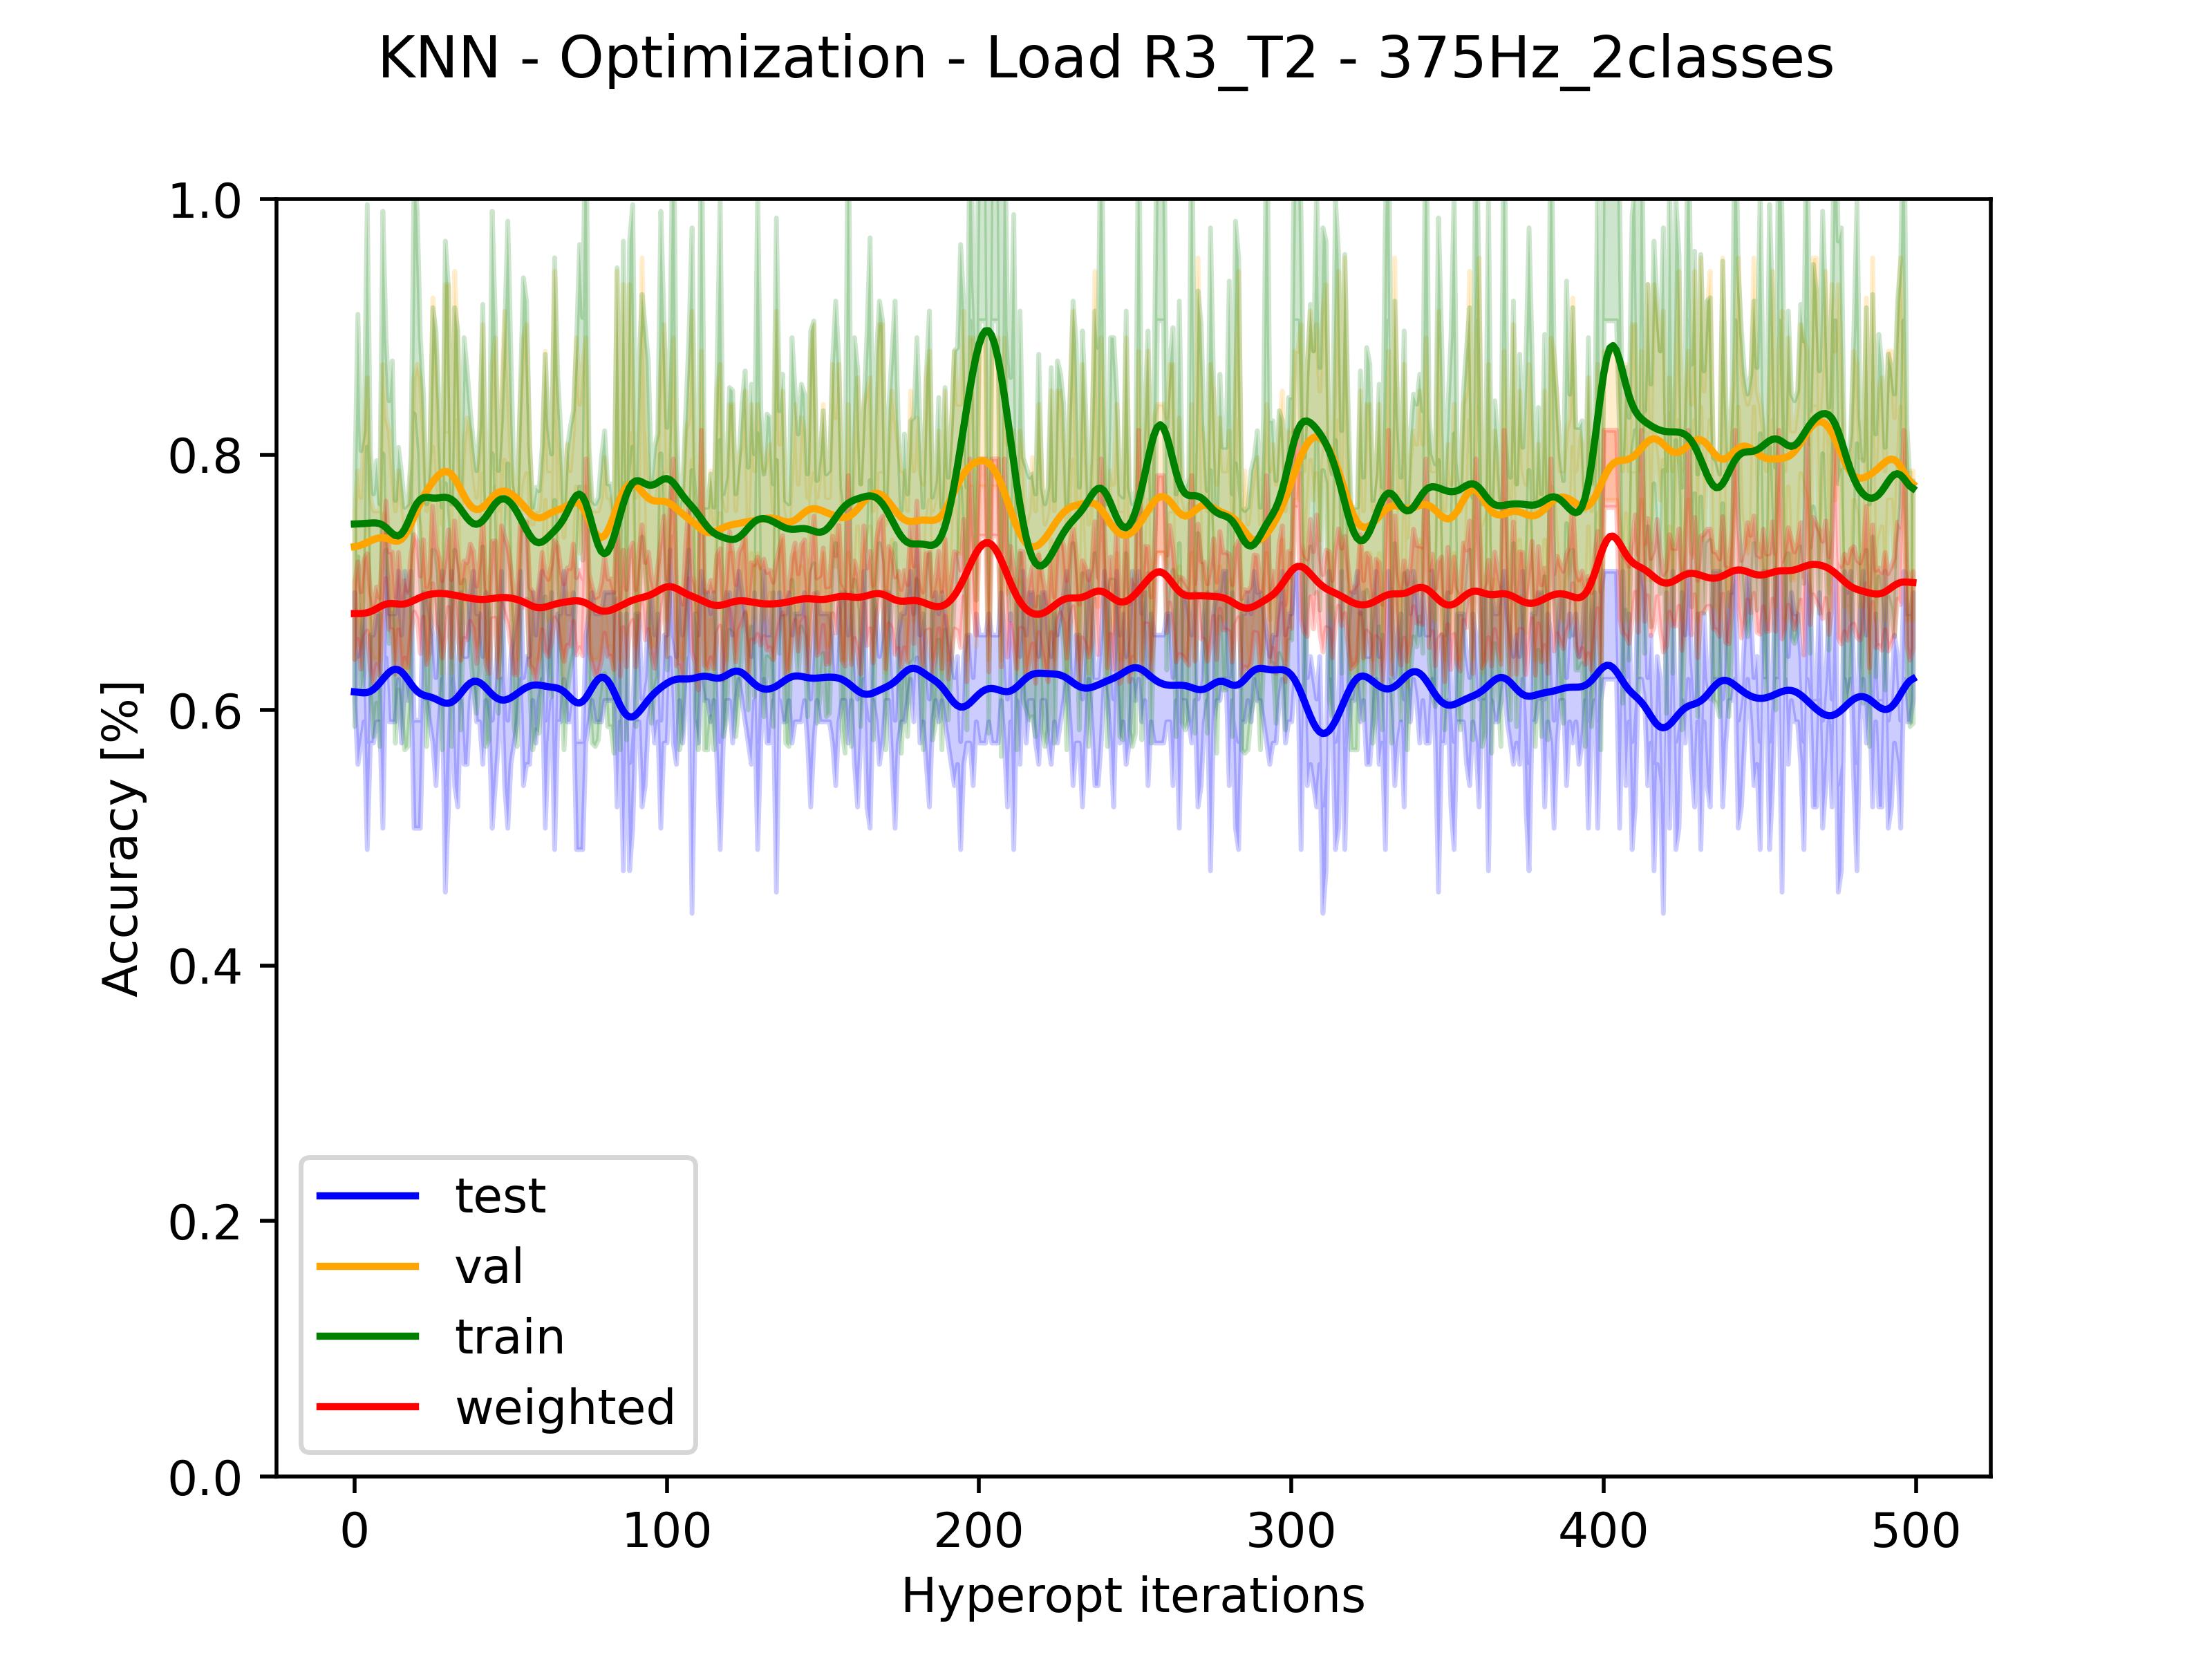 KNN - Optimization - Load R3_T2 - 375Hz_2classes
1.0
0.8
0.6
0.4
0.2
0.0
Accuracy [%]
test
val
train
weighted
0 100 200 300 400 500
Hyperopt iterations